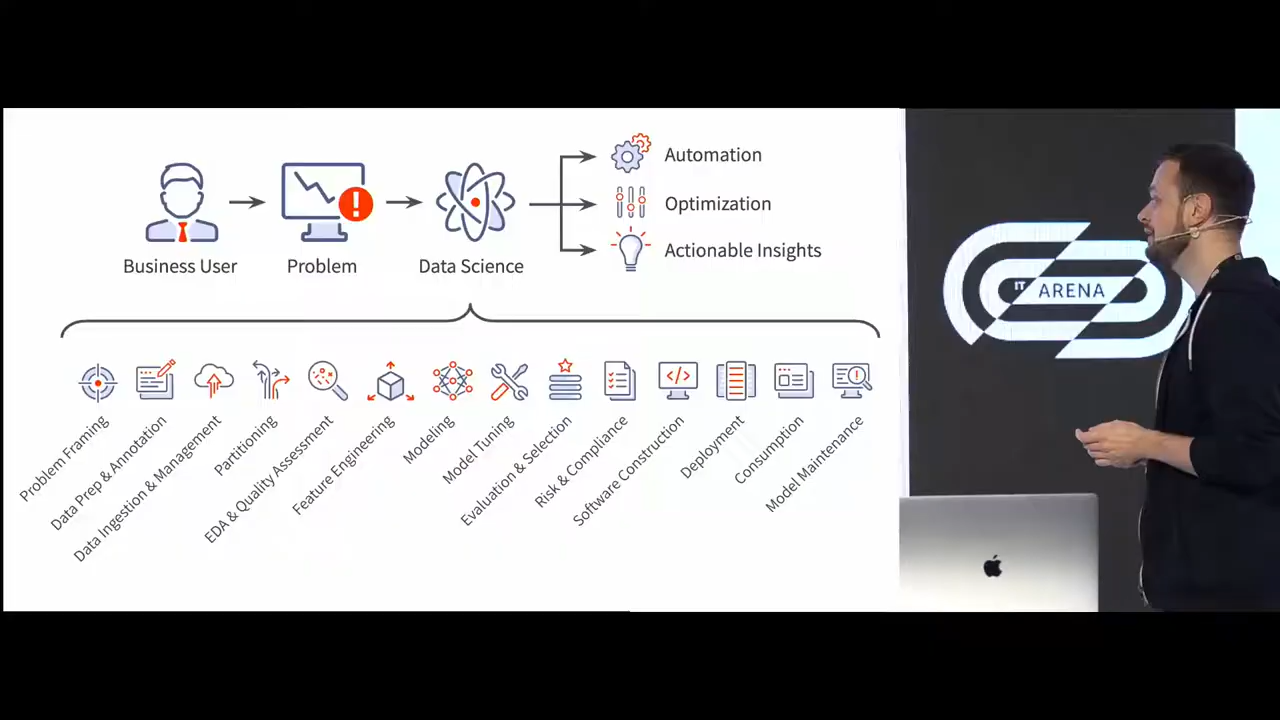 Automation
Optimization
Actionable Insights
Business User
Problem
Data Science
Problem Framing
Data Prep & Annotation
Data Ingestion & Management
Partitioning
EDA & Quality Assessment
Feature Engineering
Modeling
Model Tuning
Evaluation & Selection
Risk & Compliance
Software Construction
Deployment
Consumption
Model Maintenance
IT ARENA